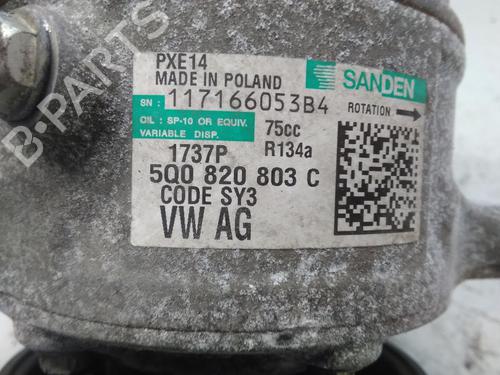 PXE14
MADE IN POLAND
SANDEN
SN : 117166053B4
ROTATION →
OIL : SP-10 OR EQUIV.
VARIABLE DISP.
75cc
R134a
1737P
5Q0 820 803 C
CODE SY3
VW AG
B-PARTS